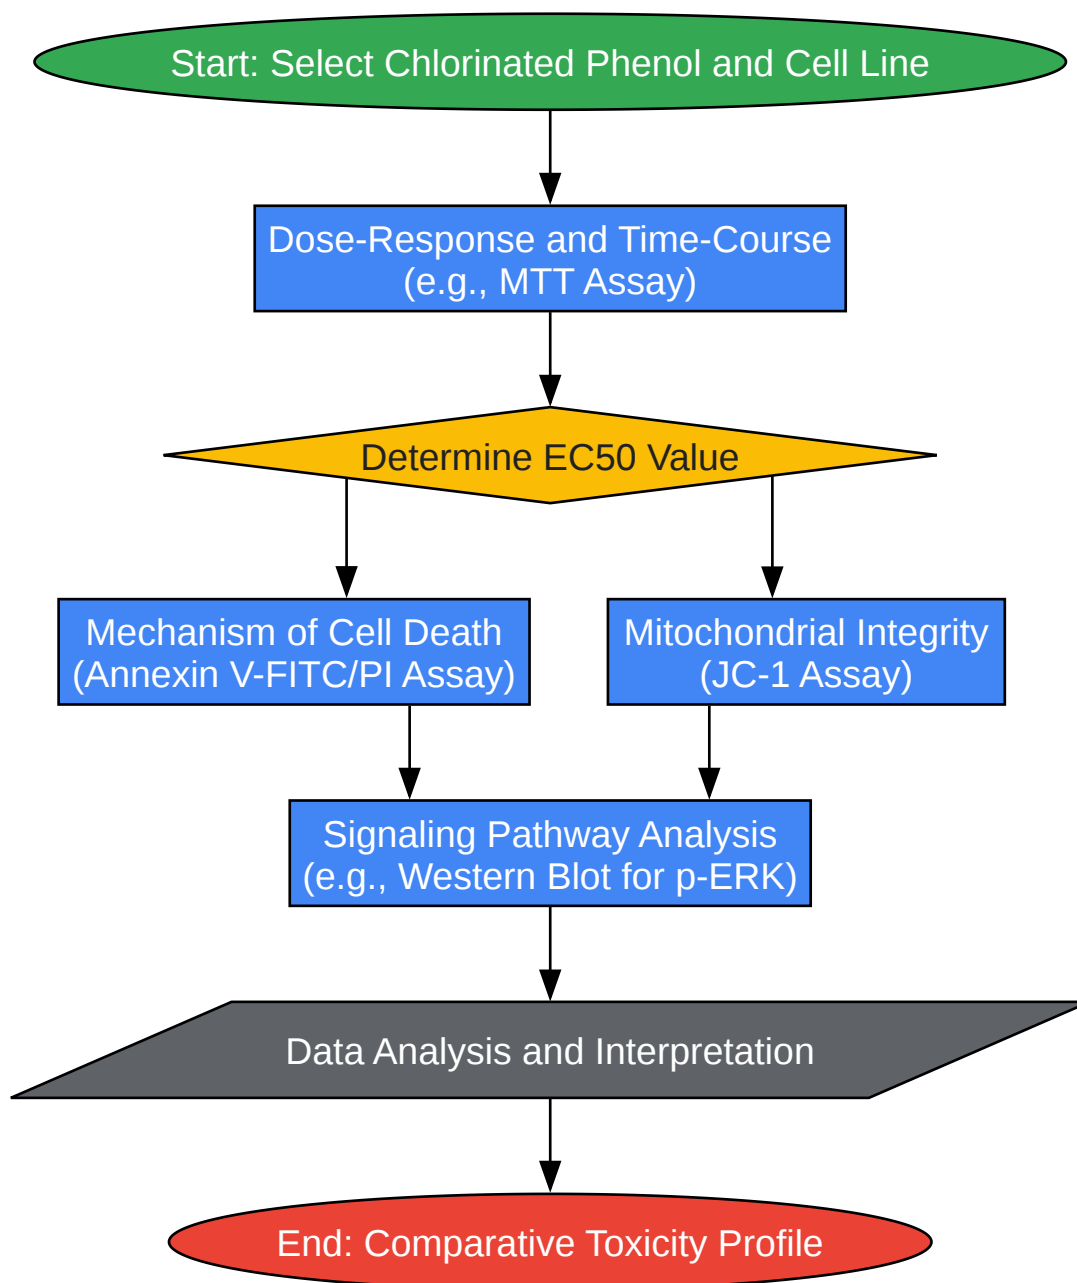 Start: Select Chlorinated Phenol and Cell Line
Dose-Response and Time-Course
(e.g., MTT Assay)
Determine EC50 Value
Mechanism of Cell Death
(Annexin V-FITC/PI Assay)
Mitochondrial Integrity
(JC-1 Assay)
Signaling Pathway Analysis
(e.g., Western Blot for p-ERK)
Data Analysis and Interpretation
End: Comparative Toxicity Profile